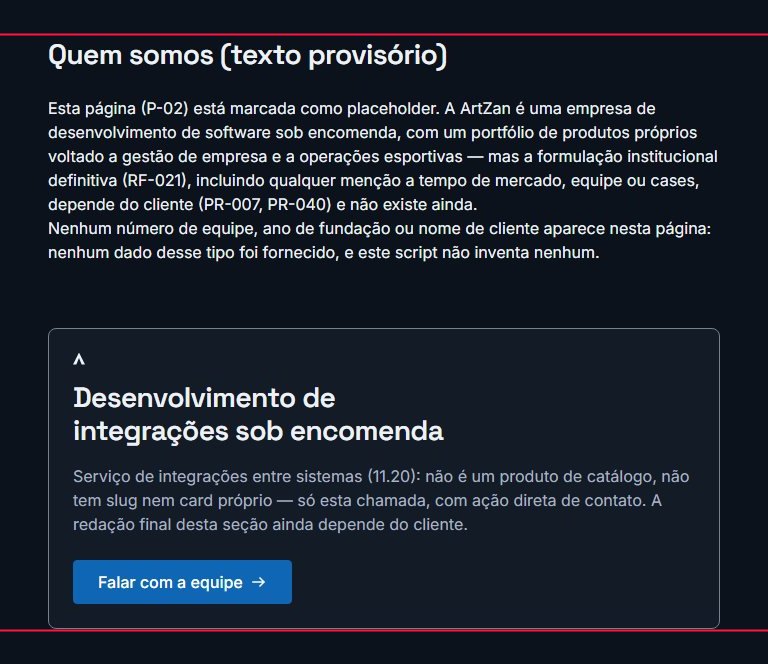 Quem somos (texto provisório)
Esta página (P-02) está marcada como placeholder. A ArtZan é uma empresa de
desenvolvimento de software sob encomenda, com um portfólio de produtos próprios
voltado a gestão de empresa e a operações esportivas — mas a formulação institucional
definitiva (RF-021), incluindo qualquer menção a tempo de mercado, equipe ou cases,
depende do cliente (PR-007, PR-040) e não existe ainda.
Nenhum número de equipe, ano de fundação ou nome de cliente aparece nesta página:
nenhum dado desse tipo foi fornecido, e este script não inventa nenhum.
Desenvolvimento de
integrações sob encomenda
Serviço de integrações entre sistemas (11.20): não é um produto de catálogo, não
tem slug nem card próprio — só esta chamada, com ação direta de contato. A
redação final desta seção ainda depende do cliente.
Falar com a equipe →